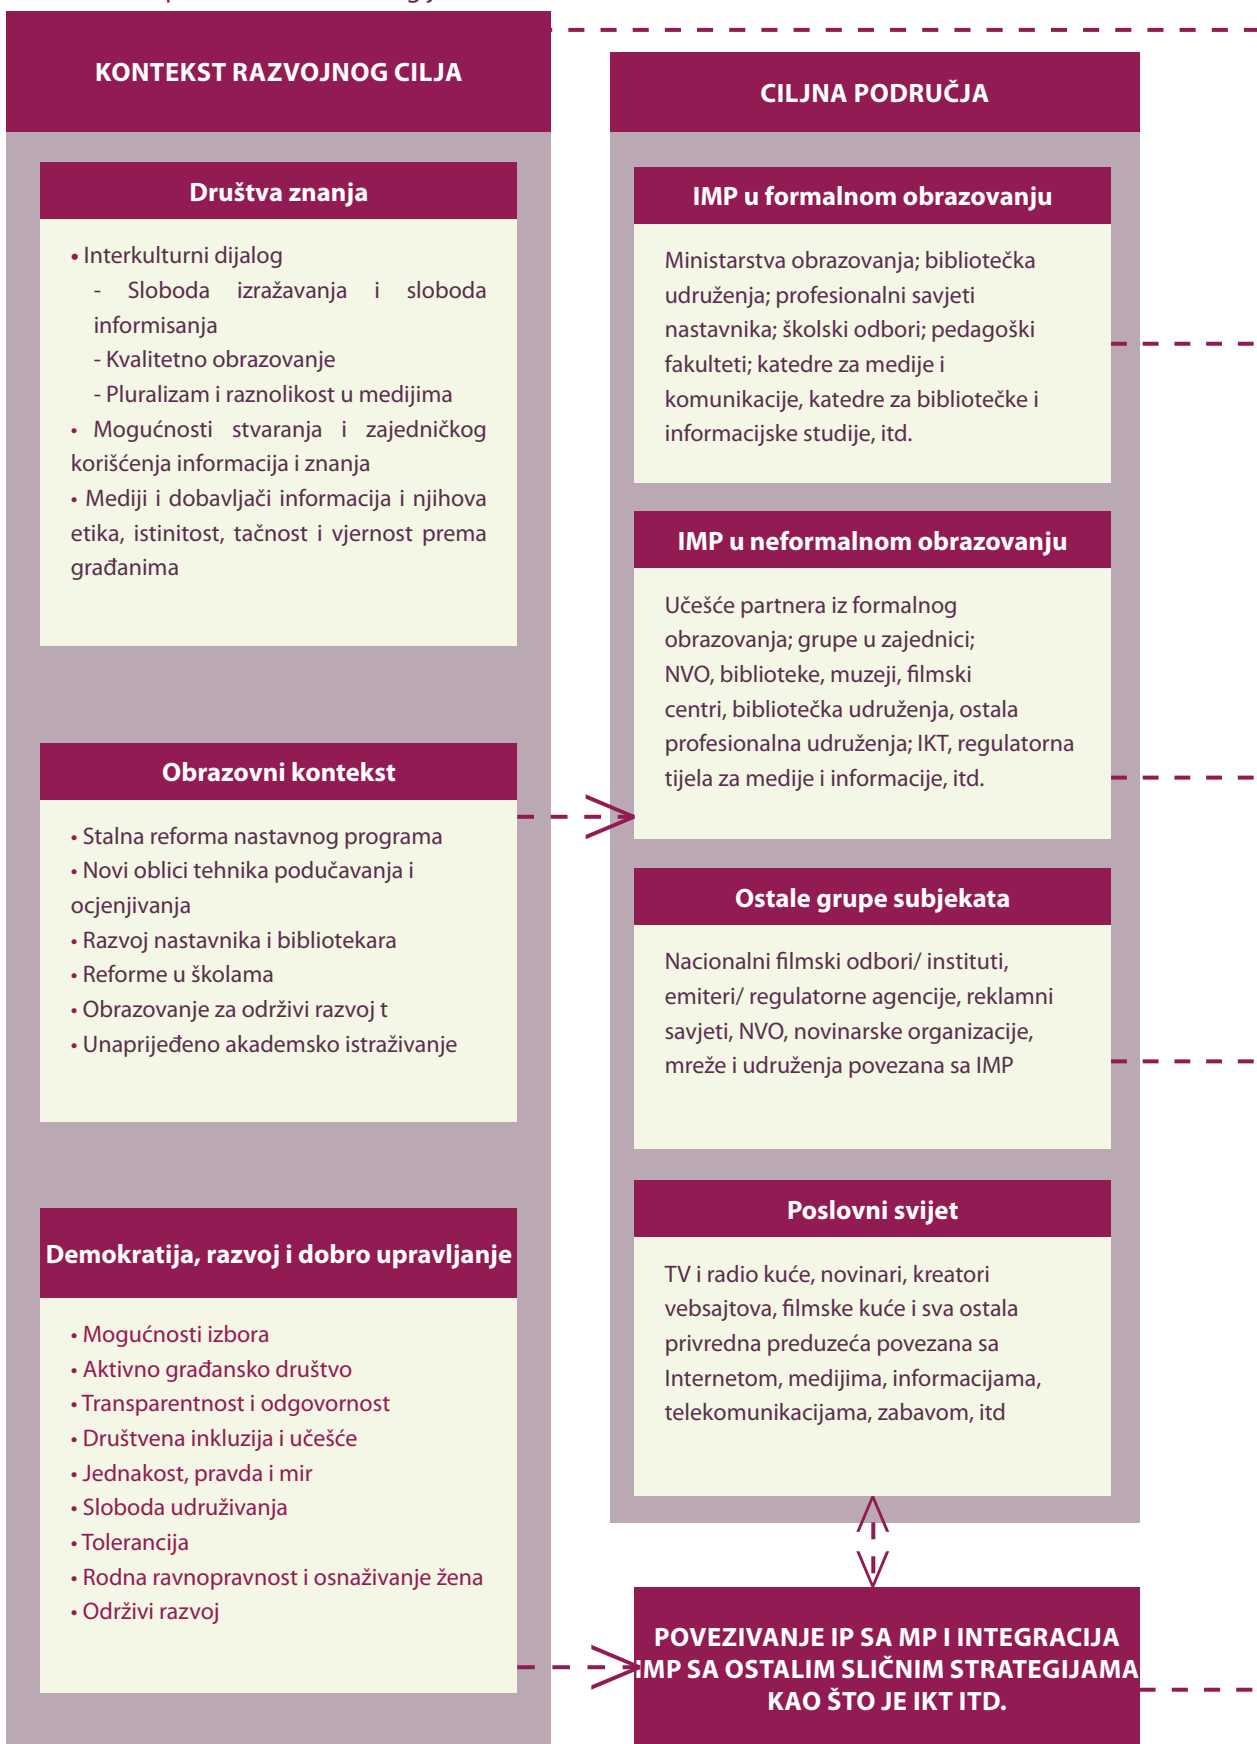 KONTEKST RAZVOJNOG CILJA
Društva znanja
• Interkulturni dijalog
- Sloboda izražavanja i sloboda
informisanja
- Kvalitetno obrazovanje
- Pluralizam i raznolikost u medijima
• Mogućnosti stvaranja i zajedničkog
korišćenja informacija i znanja
• Mediji i dobavljači informacija i njihova
etika, istinitost, tačnost i vjernost prema
građanima
Obrazovni kontekst
• Stalna reforma nastavnog programa
• Novi oblici tehnika podučavanja i
ocjenjivanja
• Razvoj nastavnika i bibliotekara
• Reforme u školama
• Obrazovanje za održivi razvoj t
• Unaprijeđeno akademsko istraživanje
Demokratija, razvoj i dobro upravljanje
• Mogućnosti izbora
• Aktivno građansko društvo
• Transparentnost i odgovornost
• Društvena inkluzija i učešće
• Jednakost, pravda i mir
• Sloboda udruživanja
• Tolerancija
• Rodna ravnopravnost i osnaživanje žena
• Održivi razvoj
CILJNA PODRUČJA
IMP u formalnom obrazovanju
Ministarstva obrazovanja; bibliotečka
udruženja; profesionalni savjeti
nastavnika; školski odbori; pedagoški
fakulteti; katedre za medije i
komunikacije, katedre za bibliotečke i
informacijske studije, itd.
IMP u neformalnom obrazovanju
Učešće partnera iz formalnog
obrazovanja; grupe u zajednici;
NVO, biblioteke, muzeji, filmski
centri, bibliotečka udruženja, ostala
profesionalna udruženja; IKT, regulatorna
tijela za medije i informacije, itd.
Ostale grupe subjekata
Nacionalni filmski odbori/ instituti,
emiteri/ regulatorne agencije, reklamni
savjeti, NVO, novinarske organizacije,
mreže i udruženja povezana sa IMP
Poslovni svijet
TV i radio kuće, novinari, kreatori
vebsajtova, filmske kuće i sva ostala
privredna preduzeća povezana sa
Internetom, medijima, informacijama,
telekomunikacijama, zabavom, itd
POVEZIVANJE IP SA MP I INTEGRACIJA
IMP SA OSTALIM SLIČNIM STRATEGIJAMA
KAO ŠTO JE IKT ITD.